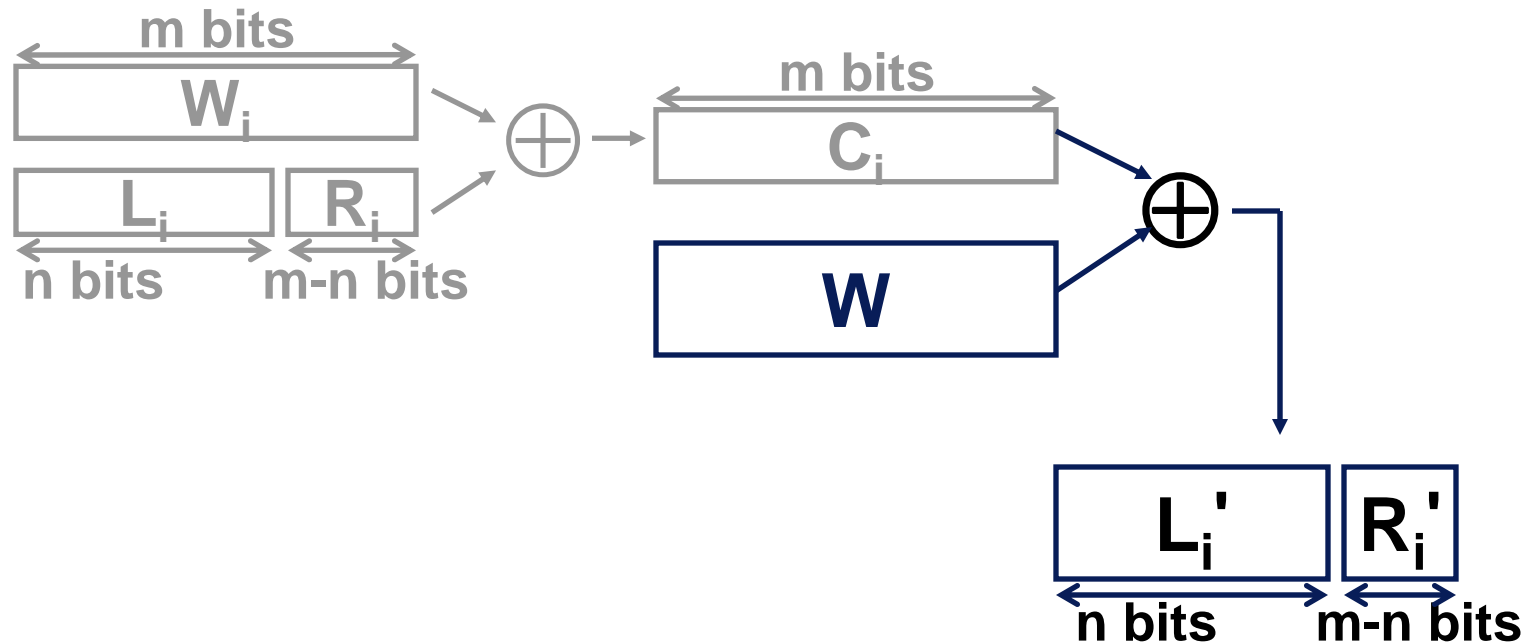 m bits
Wᵢ
Lᵢ Rᵢ
n bits m-n bits
m bits
Cᵢ
W
Lᵢ' Rᵢ'
n bits m-n bits